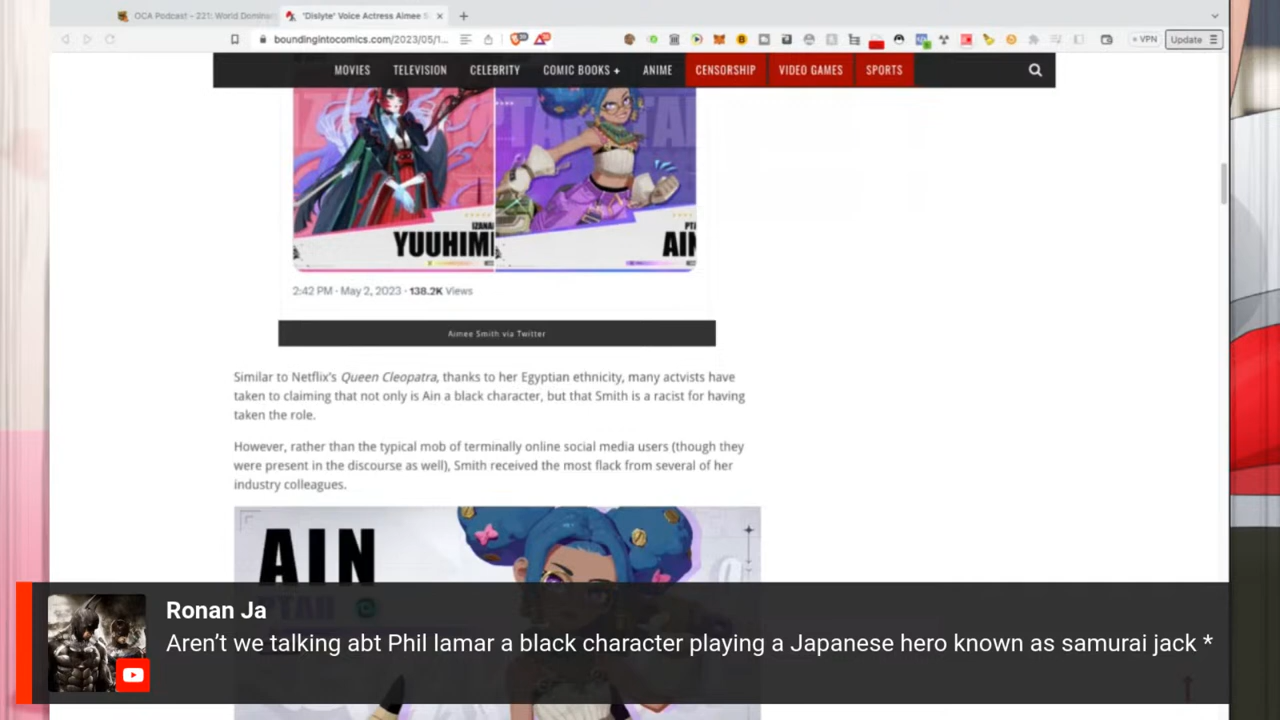 OCA Podcast – 221: World Dominar
'Dislyte' Voice Actress Aimee S
boundingintocomics.com/2023/05/1...
VPN
Update
MOVIES
TELEVISION
CELEBRITY
COMIC BOOKS +
ANIME
CENSORSHIP
VIDEO GAMES
SPORTS
IZANA
YUUHIM
PT
AIN
2:42 PM · May 2, 2023 · 138.2K Views
Aimee Smith via Twitter
Similar to Netflix's Queen Cleopatra, thanks to her Egyptian ethnicity, many actvists have
taken to claiming that not only is Ain a black character, but that Smith is a racist for having
taken the role.
However, rather than the typical mob of terminally online social media users (though they
were present in the discourse as well), Smith received the most flack from several of her
industry colleagues.
AIN
PTAH
Ronan Ja
Aren't we talking abt Phil lamar a black character playing a Japanese hero known as samurai jack *